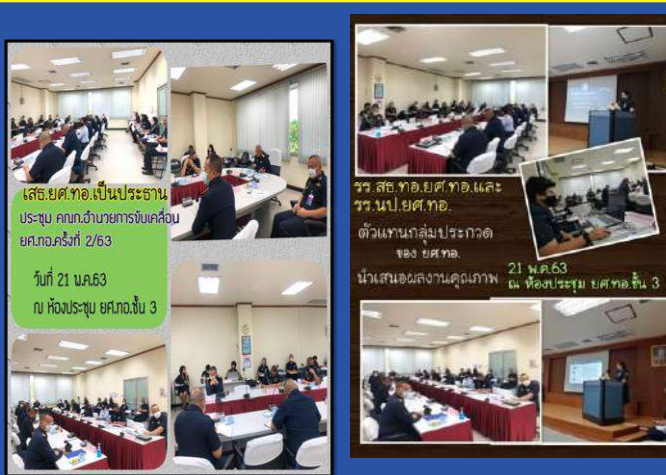 เสธ.ยศ.ทอ.เป็นประธาน
ประชุม คณก.อำนวยการขับเคลื่อน
ยศ.ทอ.ครั้งที่ 2/63
วันที่ 21 พ.ค.63
ณ ห้องประชุม ยศ.ทอ.ชั้น 3
รร.สธ.ทอ.ยศ.ทอ.และ
รร.นป.ยศ.ทอ.
ตัวแทนกลุ่มประกวด
ของ ยศ.ทอ.
นำเสนอผลงานคุณภาพ
21 พ.ค.63
ณ ห้องประชุม ยศ.ทอ.ชั้น 3